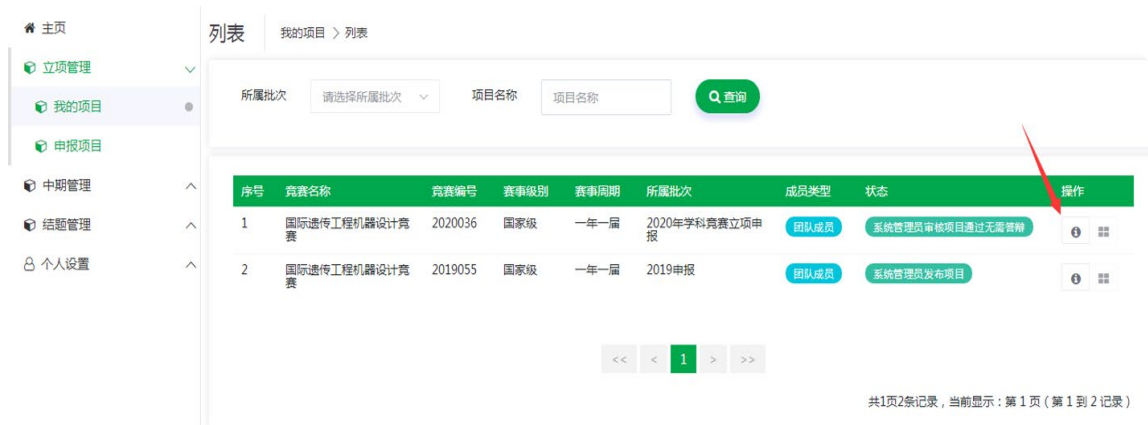 主页
列表
我的项目 > 列表
立项管理
我的项目
申报项目
中期管理
结题管理
个人设置
所属批次
请选择所属批次
项目名称
项目名称
查询
序号 竞赛名称 竞赛编号 赛事级别 赛事周期 所属批次 成员类型 状态 操作
1 国际遗传工程机器设计竞 2020036 国家级 一年一届 2020年学科竞赛立项申 团队成员 系统管理员审核项目通过无需答辩
赛 报
2 国际遗传工程机器设计竞 2019055 国家级 一年一届 2019申报 团队成员 系统管理员发布项目
赛
<< < 1 > >>
共1页2条记录，当前显示：第 1 页 ( 第 1 到 2 记录 )